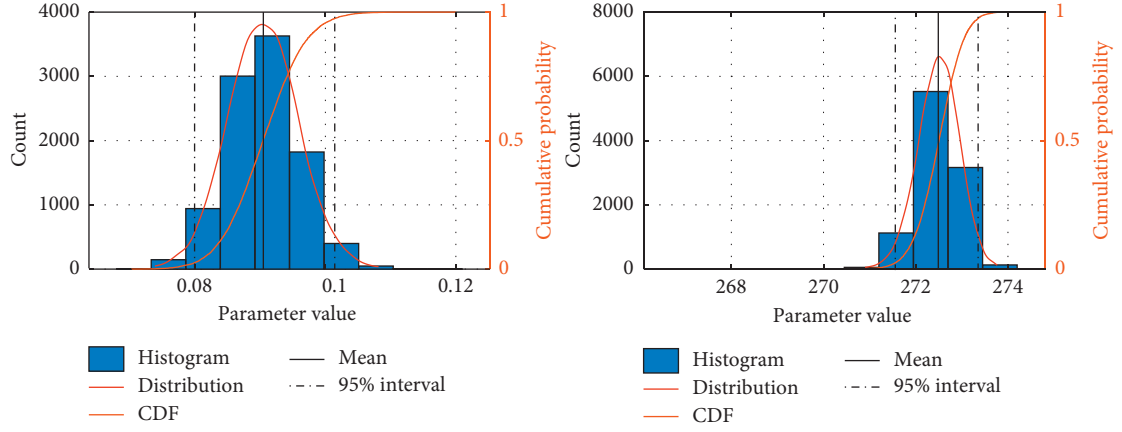 4000
3000
2000
1000
0
Count
1
0.5
0
Cumulative probability
0.08
0.1
0.12
Parameter value
Histogram
Distribution
CDF
Mean
95% interval
8000
6000
4000
2000
0
Count
1
0.5
0
Cumulative probability
268
270
272
274
Parameter value
Histogram
Distribution
CDF
Mean
95% interval